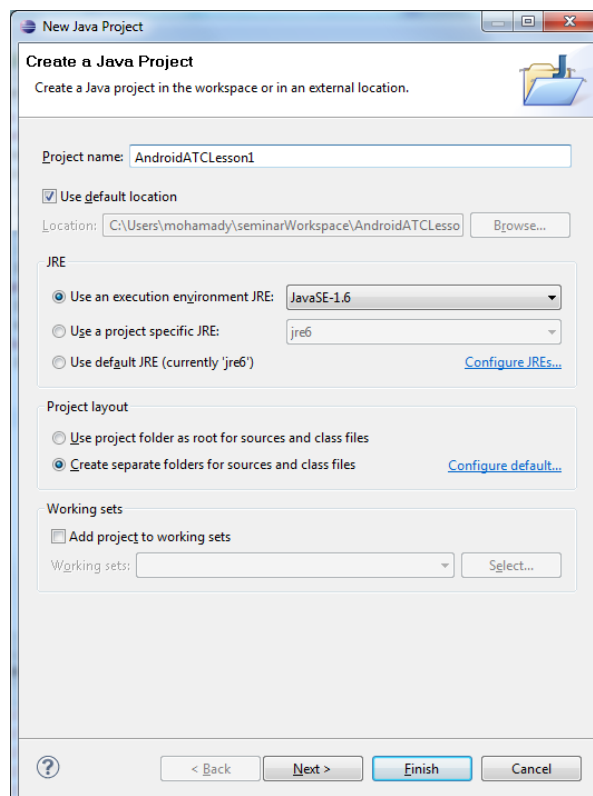 New Java Project
Create a Java Project
Create a Java project in the workspace or in an external location.
Project name: AndroidATCLesson1
Use default location
Location: C:\Users\mohamady\seminarWorkspace\AndroidATCLesso Browse...
JRE
Use an execution environment JRE: JavaSE-1.6
Use a project specific JRE: jre6
Use default JRE (currently 'jre6') Configure JREs...
Project layout
Use project folder as root for sources and class files
Create separate folders for sources and class files Configure default...
Working sets
Add project to working sets
Working sets: Select...
? < Back Next > Finish Cancel